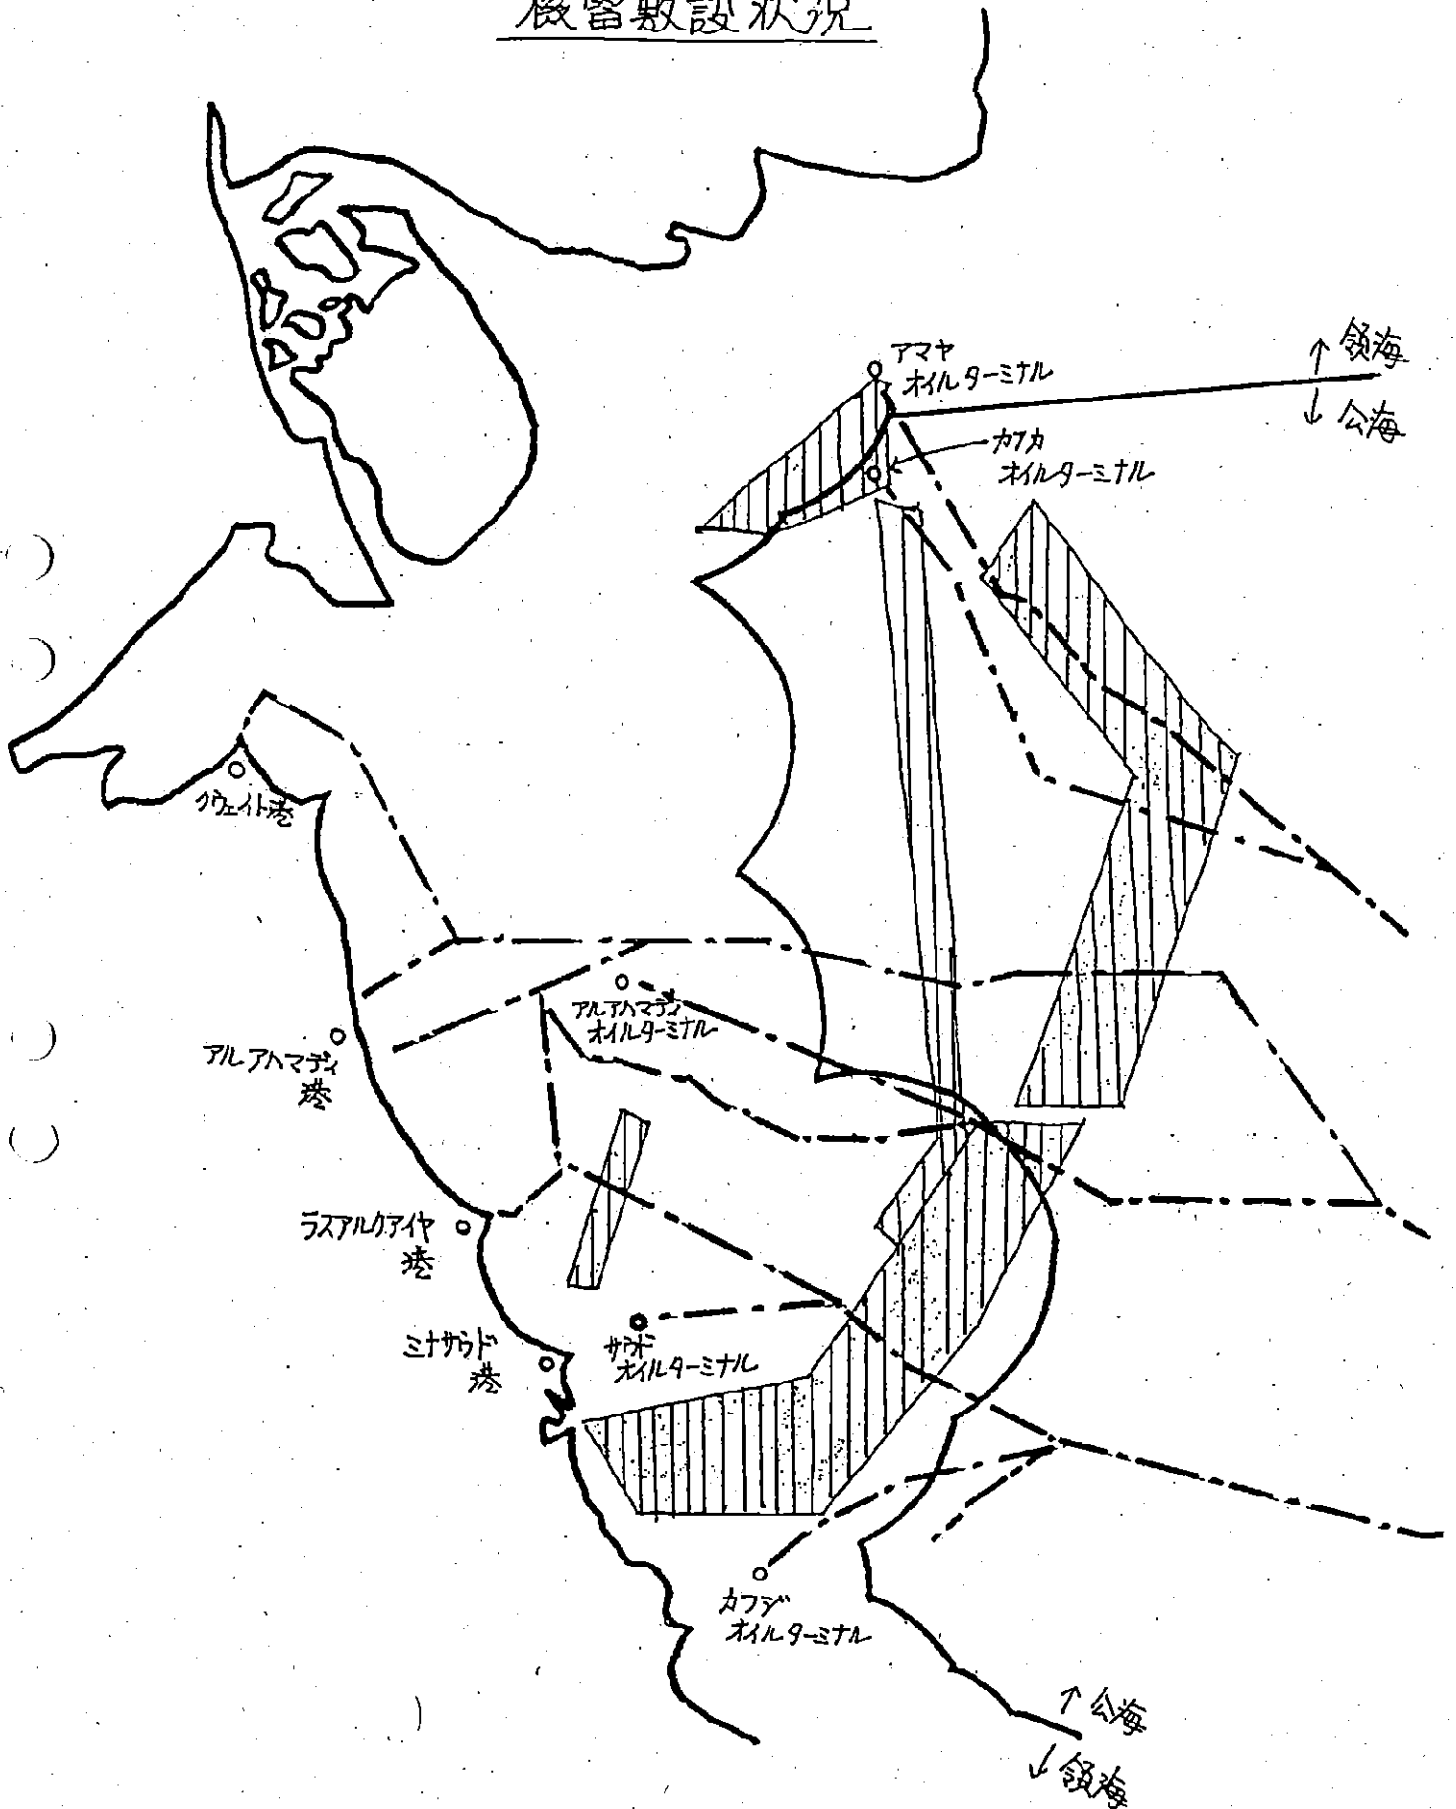 機雷敷設状況
アマヤ
オイルターミナル
↑ 領海
↓ 公海
カフカ
オイルターミナル
クウェイト港
アルアハマディ
オイルターミナル
アルアハマディ
港
ラスアルクアイヤ
港
ミナサウド
港
サウド
オイルターミナル
カフジ
オイルターミナル
↑ 公海
↓ 領海